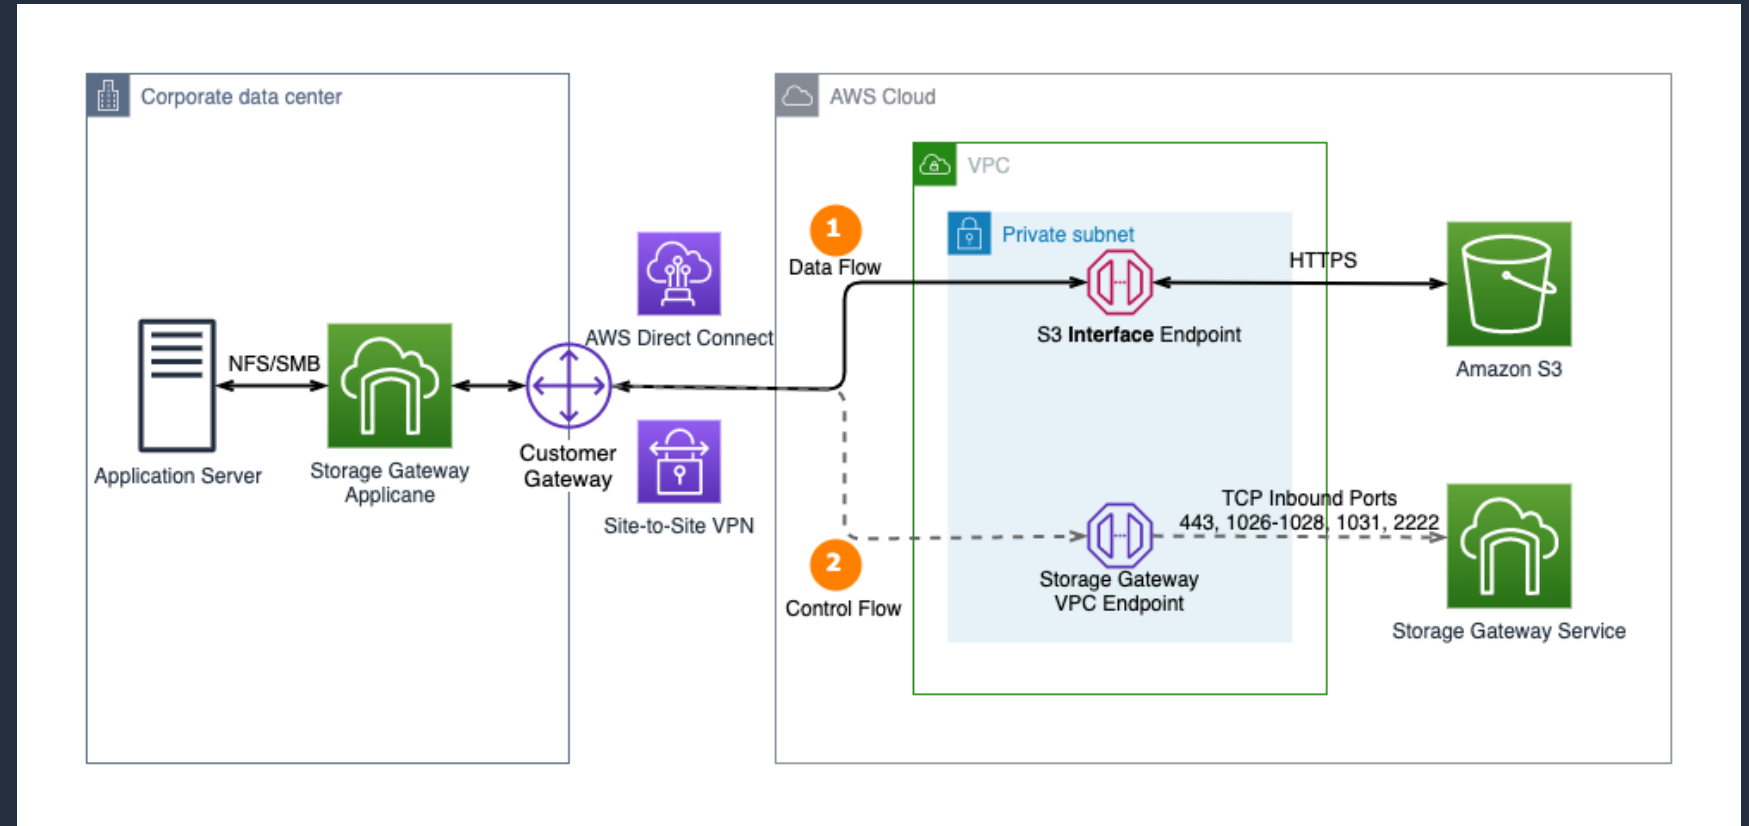 Corporate data center
AWS Cloud
VPC
1
Data Flow
Private subnet
HTTPS
S3 Interface Endpoint
Amazon S3
AWS Direct Connect
NFS/SMB
Application Server
Storage Gateway
Applicane
Customer
Gateway
Site-to-Site VPN
2
Control Flow
TCP Inbound Ports
443, 1026-1028, 1031, 2222
Storage Gateway
VPC Endpoint
Storage Gateway Service